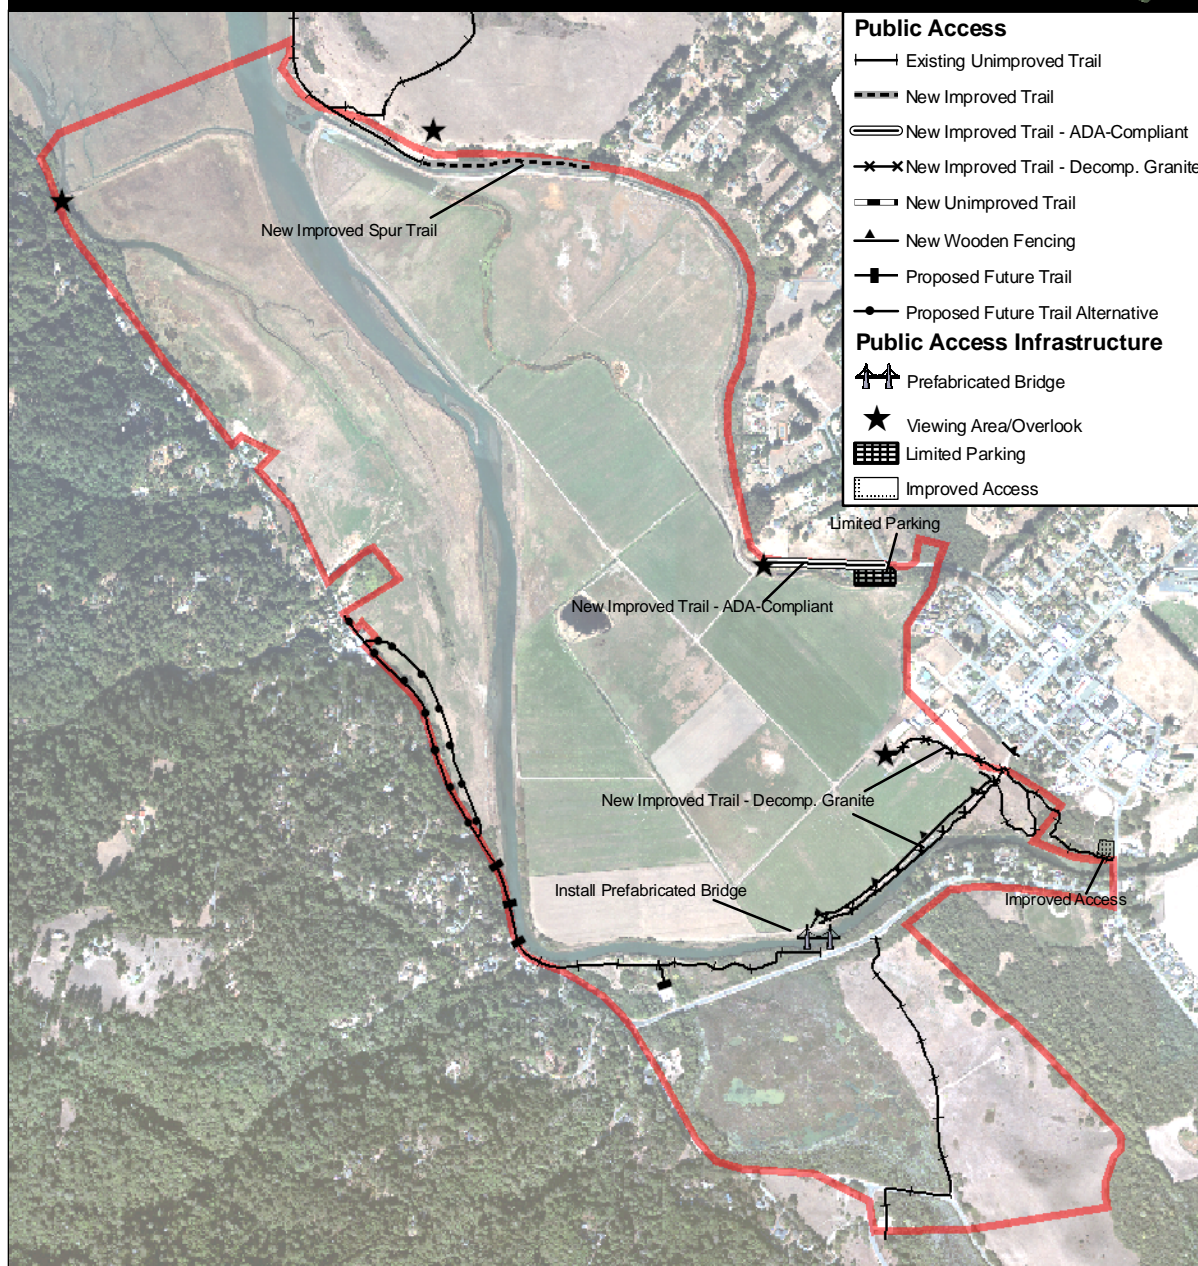 Public Access
Existing Unimproved Trail
New Improved Trail
New Improved Trail - ADA-Compliant
New Improved Trail - Decomp. Granite
New Unimproved Trail
New Wooden Fencing
Proposed Future Trail
Proposed Future Trail Alternative
Public Access Infrastructure
Prefabricated Bridge
Viewing Area/Overlook
Limited Parking
Improved Access
New Improved Spur Trail
Limited Parking
New Improved Trail - ADA-Compliant
New Improved Trail - Decomp. Granite
Install Prefabricated Bridge
Improved Access